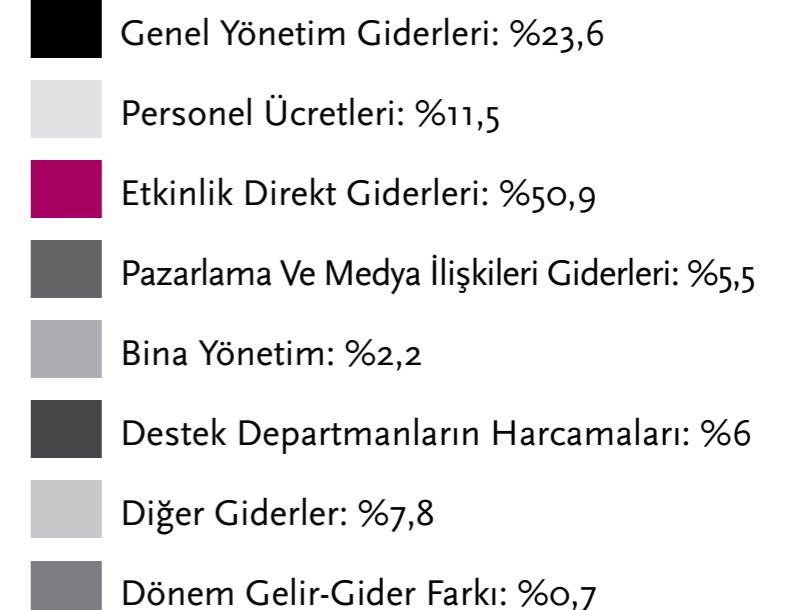 Genel Yönetim Giderleri: %23,6
Personel Ücretleri: %11,5
Etkinlik Direkt Giderleri: %50,9
Pazarlama Ve Medya İlişkileri Giderleri: %5,5
Bina Yönetim: %2,2
Destek Departmanların Harcamaları: %6
Diğer Giderler: %7,8
Dönem Gelir-Gider Farkı: %0,7